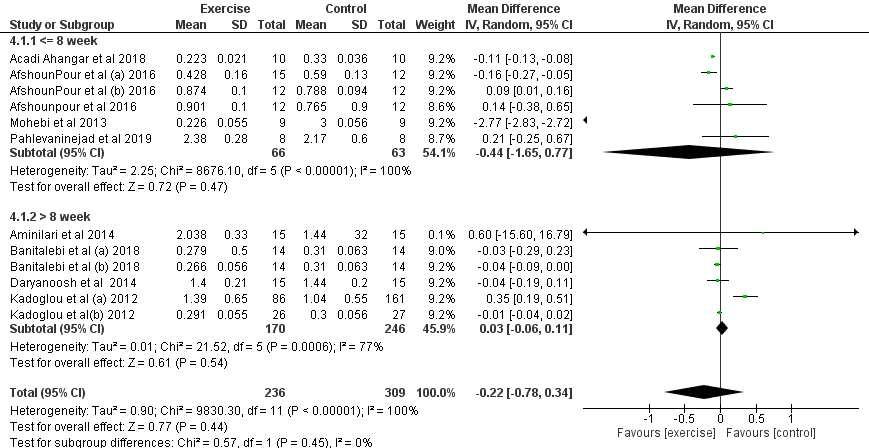 Exercise Control Mean Difference Mean Difference
Study or Subgroup Mean SD Total Mean SD Total Weight IV, Random, 95% CI IV, Random, 95% CI
4.1.1 <= 8 week
Acadi Ahangar et al 2018 0.223 0.021 10 0.33 0.036 10 9.2% -0.11 [-0.13, -0.08]
AfshounPour et al (a) 2016 0.428 0.16 15 0.59 0.13 12 9.2% -0.16 [-0.27, -0.05]
AfshounPour et al (b) 2016 0.874 0.1 12 0.788 0.094 12 9.2% 0.09 [0.01, 0.16]
Afshounpour et al 2016 0.901 0.1 12 0.765 0.9 12 8.6% 0.14 [-0.38, 0.65]
Mohebi et al 2013 0.226 0.055 9 3 0.056 9 9.2% -2.77 [-2.83, -2.72]
Pahlevaninejad et al 2019 2.38 0.28 8 2.17 0.6 8 8.7% 0.21 [-0.25, 0.67]
Subtotal (95% CI) 66 63 54.1% -0.44 [-1.65, 0.77]
Heterogeneity: Tau² = 2.25; Chi² = 8676.10, df = 5 (P < 0.00001); I² = 100%
Test for overall effect: Z = 0.72 (P = 0.47)
4.1.2 > 8 week
Aminilari et al 2014 2.038 0.33 15 1.44 32 15 0.1% 0.60 [-15.60, 16.79]
Banitalebi et al (a) 2018 0.279 0.5 14 0.31 0.063 14 9.1% -0.03 [-0.29, 0.23]
Banitalebi et al (b) 2018 0.266 0.056 14 0.31 0.063 14 9.2% -0.04 [-0.09, 0.00]
Daryanoosh et al 2014 1.4 0.21 15 1.44 0.2 15 9.2% -0.04 [-0.19, 0.11]
Kadoglou et al (a) 2012 1.39 0.65 86 1.04 0.55 161 9.1% 0.35 [0.19, 0.51]
Kadoglou et al(b) 2012 0.291 0.055 26 0.3 0.056 27 9.2% -0.01 [-0.04, 0.02]
Subtotal (95% CI) 170 246 45.9% 0.03 [-0.06, 0.11]
Heterogeneity: Tau² = 0.01; Chi² = 21.52, df = 5 (P = 0.0006); I² = 77%
Test for overall effect: Z = 0.61 (P = 0.54)
Total (95% CI) 236 309 100.0% -0.22 [-0.78, 0.34]
Heterogeneity: Tau² = 0.90; Chi² = 9830.30, df = 11 (P < 0.00001); I² = 100%
Test for overall effect: Z = 0.77 (P = 0.44)
Test for subgroup differences: Chi² = 0.57, df = 1 (P = 0.45), I² = 0%
-1 -0.5 0 0.5 1
Favours [exercise] Favours [control]